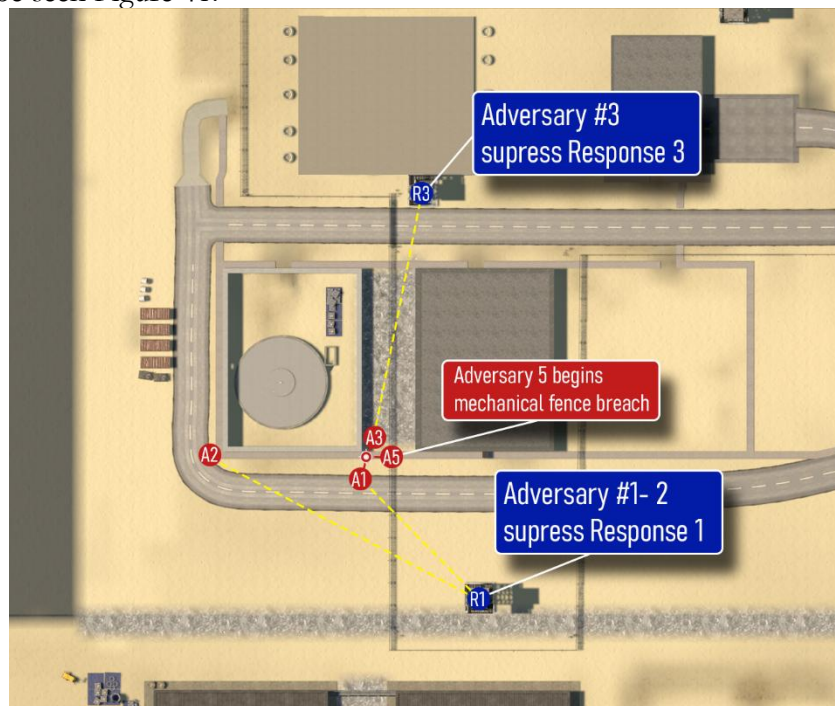 Adversary #3
supress Response 3
R3
Adversary 5 begins
mechanical fence breach
A3
A2
A5
A1
Adversary #1- 2
supress Response 1
R1